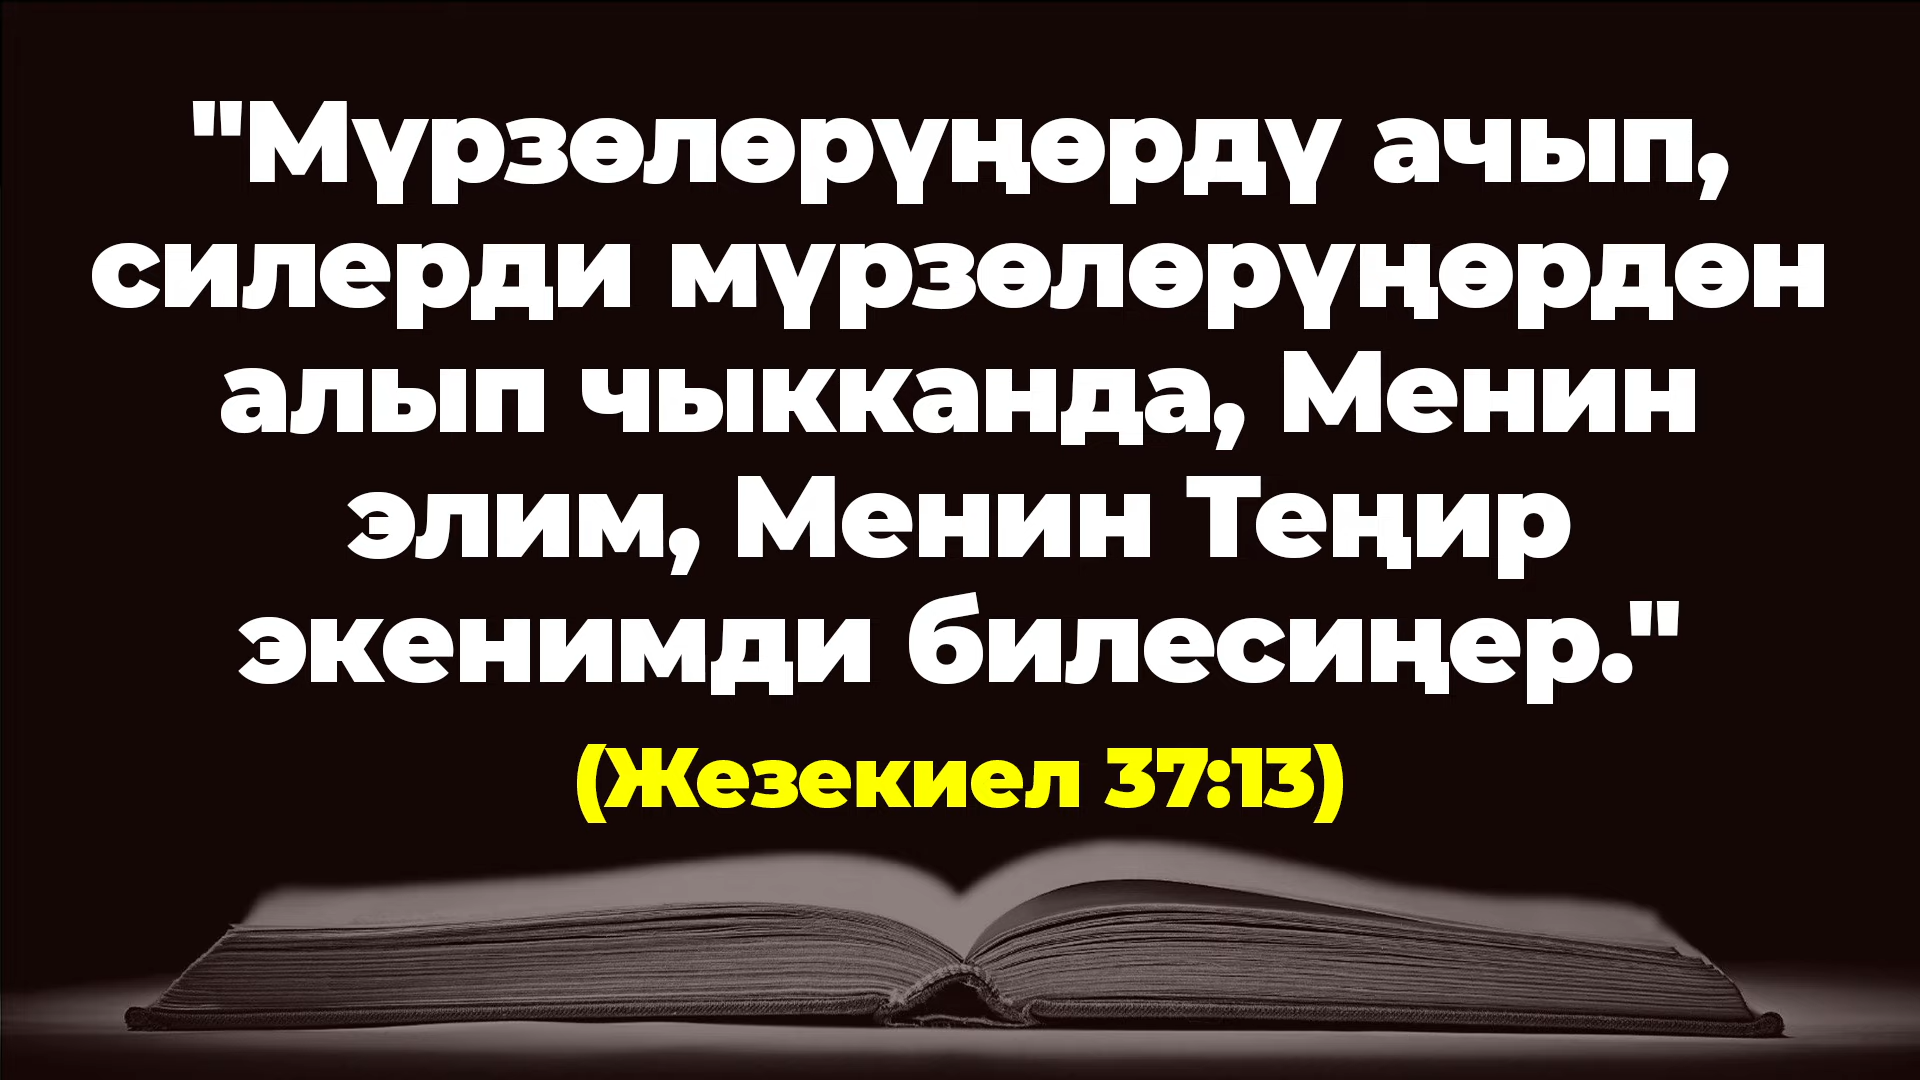 "Мүрзөлөрүңөрдү ачып,
силерди мүрзөлөрүңөрдөн
алып чыкканда, Менин
элим, Менин Теңир
экенимди билесиңер."
(Жезекиел 37:13)